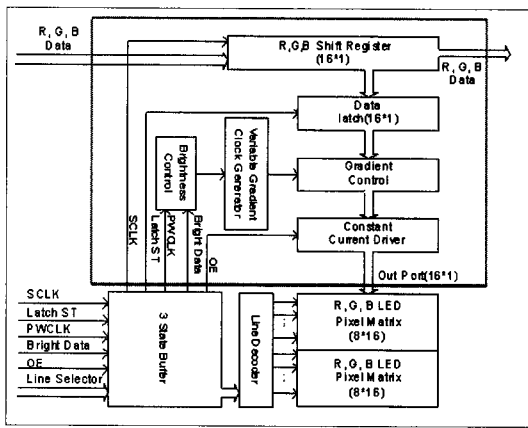 R, G, B
Data
R,G,B Shift Register
(16*1)
R, G, B
Data
Data
latch(16*1)
Brightness
Control
Variable Gradient
Clock Generator
Gradient
Control
Constant
Current Driver
SCLK
Latch ST
PWCLK
Bright Data
OE
Out Port(16*1)
SCLK
Latch ST
PWCLK
Bright Data
OE
Line Selector
3 State Buffer
Line Decoder
R, G, B LED
Pixel Matrix
(8*16)
R, G, B LED
Pixel Matrix
(8*16)